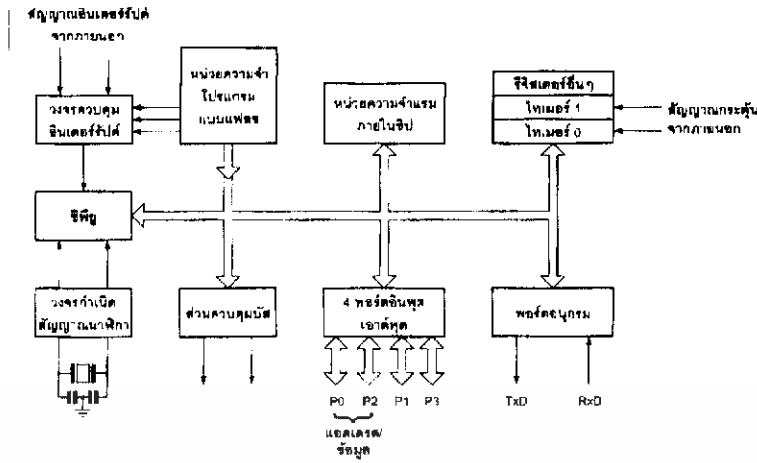 สัญญาณอินเตอร์รัปต์
จากภายนอก
วงจรควบคุม
อินเตอร์รัปต์
หน่วยความจำ
โปรแกรม
แบบแฟลช
หน่วยความจำแรม
ภายในชิป
รีจิสเตอร์อื่นๆ
ไทเมอร์ 1
ไทเมอร์ 0
สัญญาณกระตุ้น
จากภายนอก
ซีพียู
วงจรกำเนิด
สัญญาณนาฬิกา
ส่วนควบคุมบัส
4 พอร์ตอินพุต
เอาต์พุต
พอร์ตอนุกรม
P0 P2 P1 P3
TxD RxD
แอดเดรส/
ข้อมูล